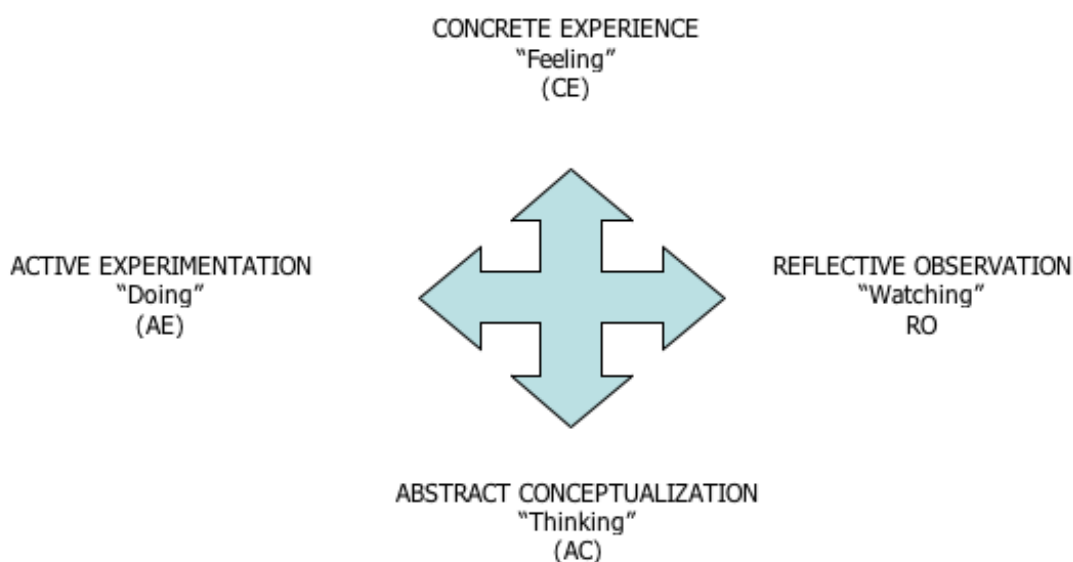 CONCRETE EXPERIENCE
“Feeling”
(CE)
ACTIVE EXPERIMENTATION
“Doing”
(AE)
REFLECTIVE OBSERVATION
“Watching”
RO
ABSTRACT CONCEPTUALIZATION
“Thinking”
(AC)